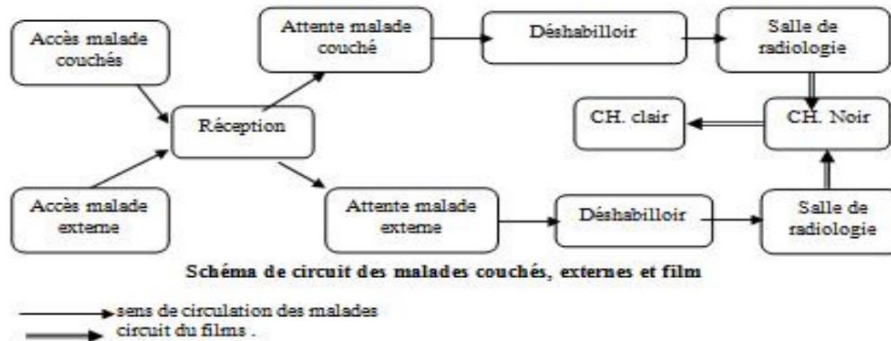 Accès malade
couchés
Attente malade
couché
Déshabilloir
Salle de
radiologie
Réception
CH. clair
CH. Noir
Accès malade
externe
Attente malade
externe
Déshabilloir
Salle de
radiologie
Schéma de circuit des malades couchés, externes et film
sens de circulation des malades
circuit du films .